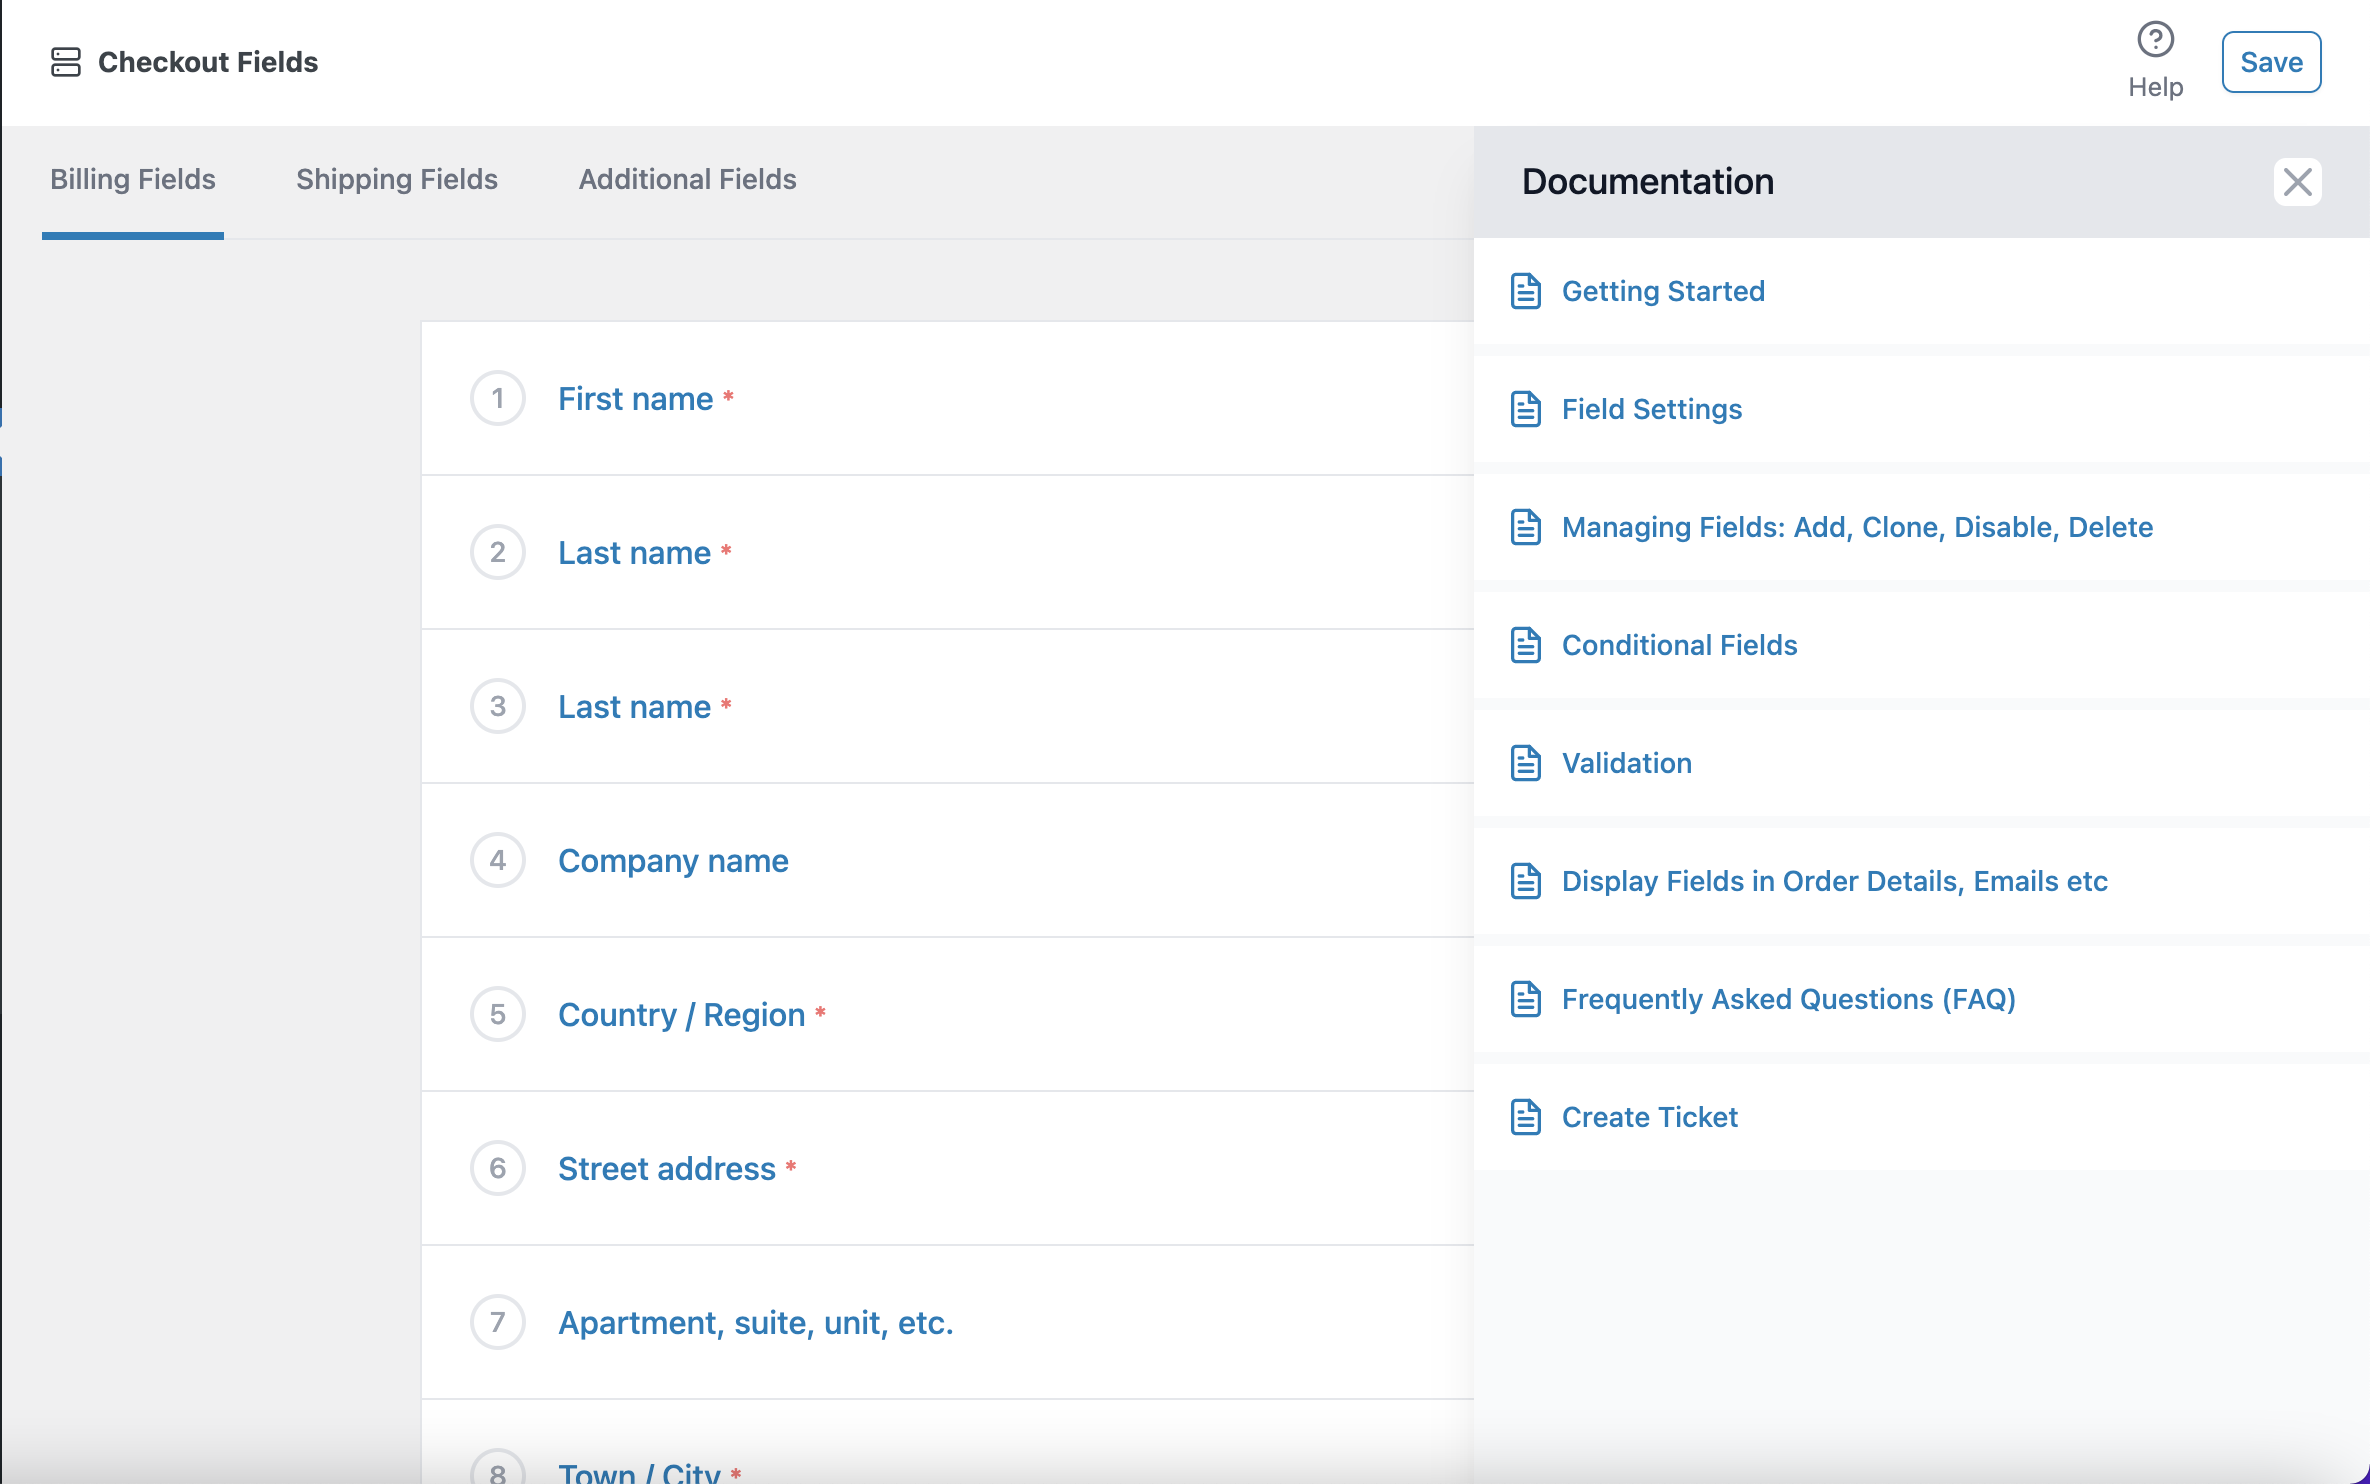 Checkout Fields
Help
Save
Billing Fields
Shipping Fields
Additional Fields
1
First name *
2
Last name *
3
Last name *
4
Company name
5
Country / Region *
6
Street address *
7
Apartment, suite, unit, etc.
8
Town / City *
Documentation
Getting Started
Field Settings
Managing Fields: Add, Clone, Disable, Delete
Conditional Fields
Validation
Display Fields in Order Details, Emails etc
Frequently Asked Questions (FAQ)
Create Ticket